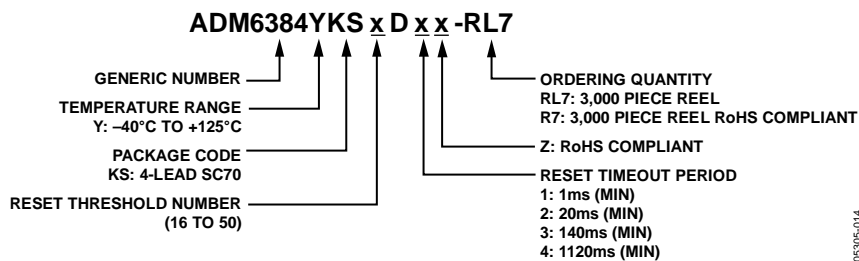 ADM6384YKS x D x x -RL7
GENERIC NUMBER
TEMPERATURE RANGE
Y: –40°C TO +125°C
PACKAGE CODE
KS: 4-LEAD SC70
RESET THRESHOLD NUMBER
(16 TO 50)
ORDERING QUANTITY
RL7: 3,000 PIECE REEL
R7: 3,000 PIECE REEL RoHS COMPLIANT
Z: RoHS COMPLIANT
RESET TIMEOUT PERIOD
1: 1ms (MIN)
2: 20ms (MIN)
3: 140ms (MIN)
4: 1120ms (MIN)
05305-014